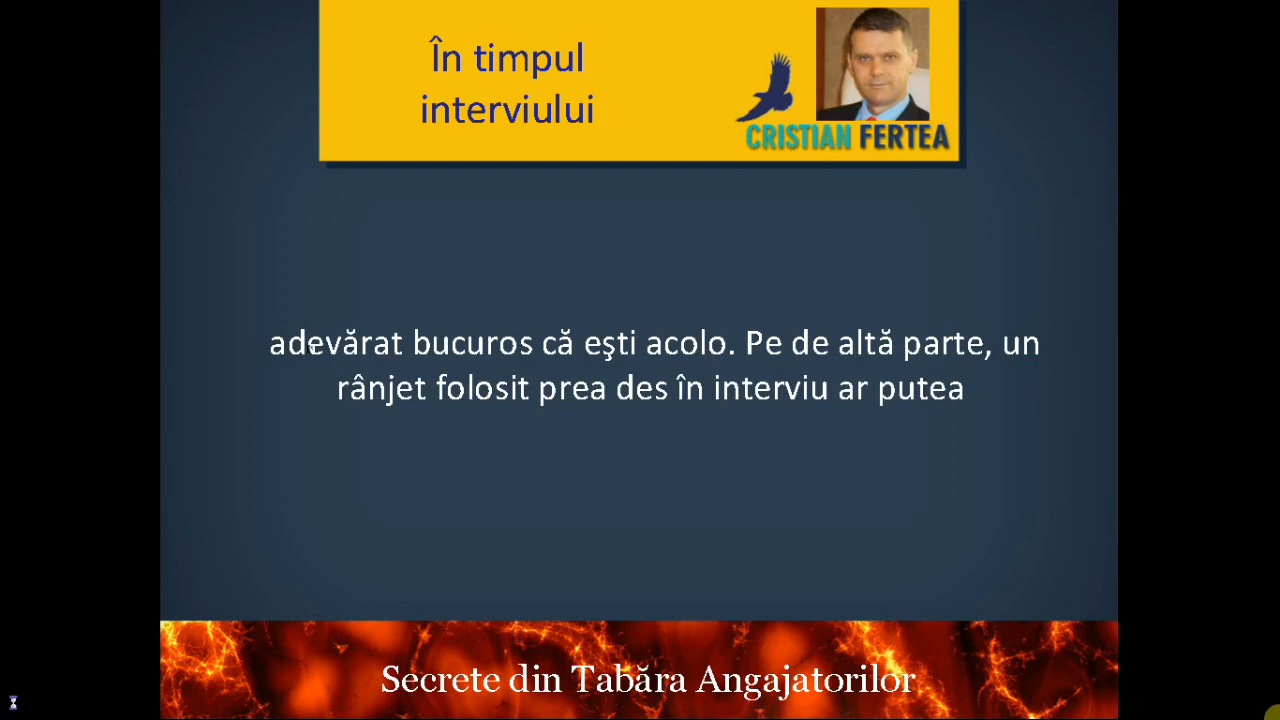 În timpul
interviului
CRISTIAN FERTEA
adevărat bucuros că eşti acolo. Pe de altă parte, un
rânjet folosit prea des în interviu ar putea
Secrete din Tabăra Angajatorilor